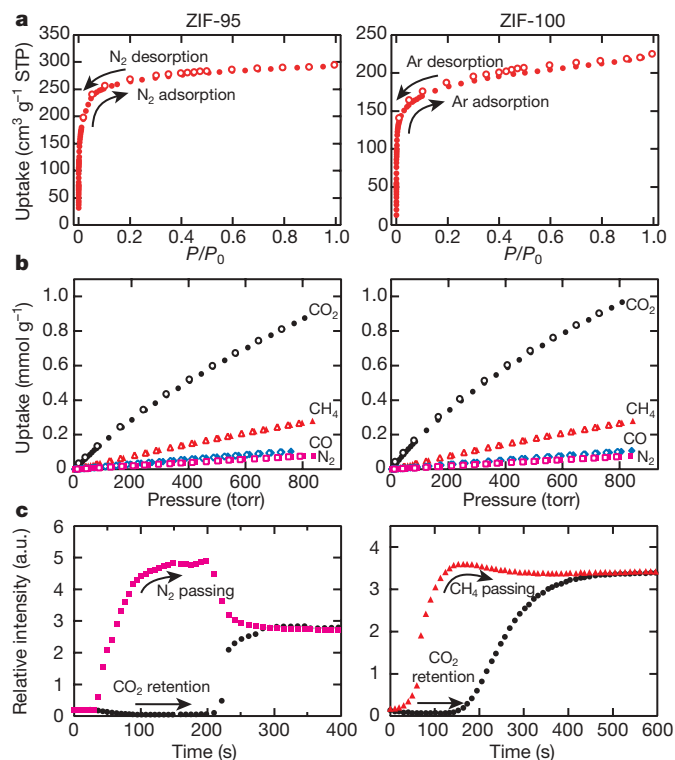 a
ZIF-95
ZIF-100
Uptake (cm³ g⁻¹ STP)
350
300
250
200
150
100
50
0
N₂ desorption
N₂ adsorption
0
0.2
0.4
0.6
0.8
1.0
P/P₀
250
200
150
100
50
0
Ar desorption
Ar adsorption
0
0.2
0.4
0.6
0.8
1.0
P/P₀
b
Uptake (mmol g⁻¹)
1.0
0.8
0.6
0.4
0.2
0
CO₂
CH₄
CO
N₂
0
200
400
600
800
Pressure (torr)
1.0
0.8
0.6
0.4
0.2
0
CO₂
CH₄
CO
N₂
0
200
400
600
800
Pressure (torr)
c
Relative intensity (a.u.)
6
5
4
3
2
1
0
N₂ passing
CO₂ retention
0
100
200
300
400
Time (s)
3.4
1.7
0
CH₄ passing
CO₂
retention
0
100
200
300
400
500
600
Time (s)